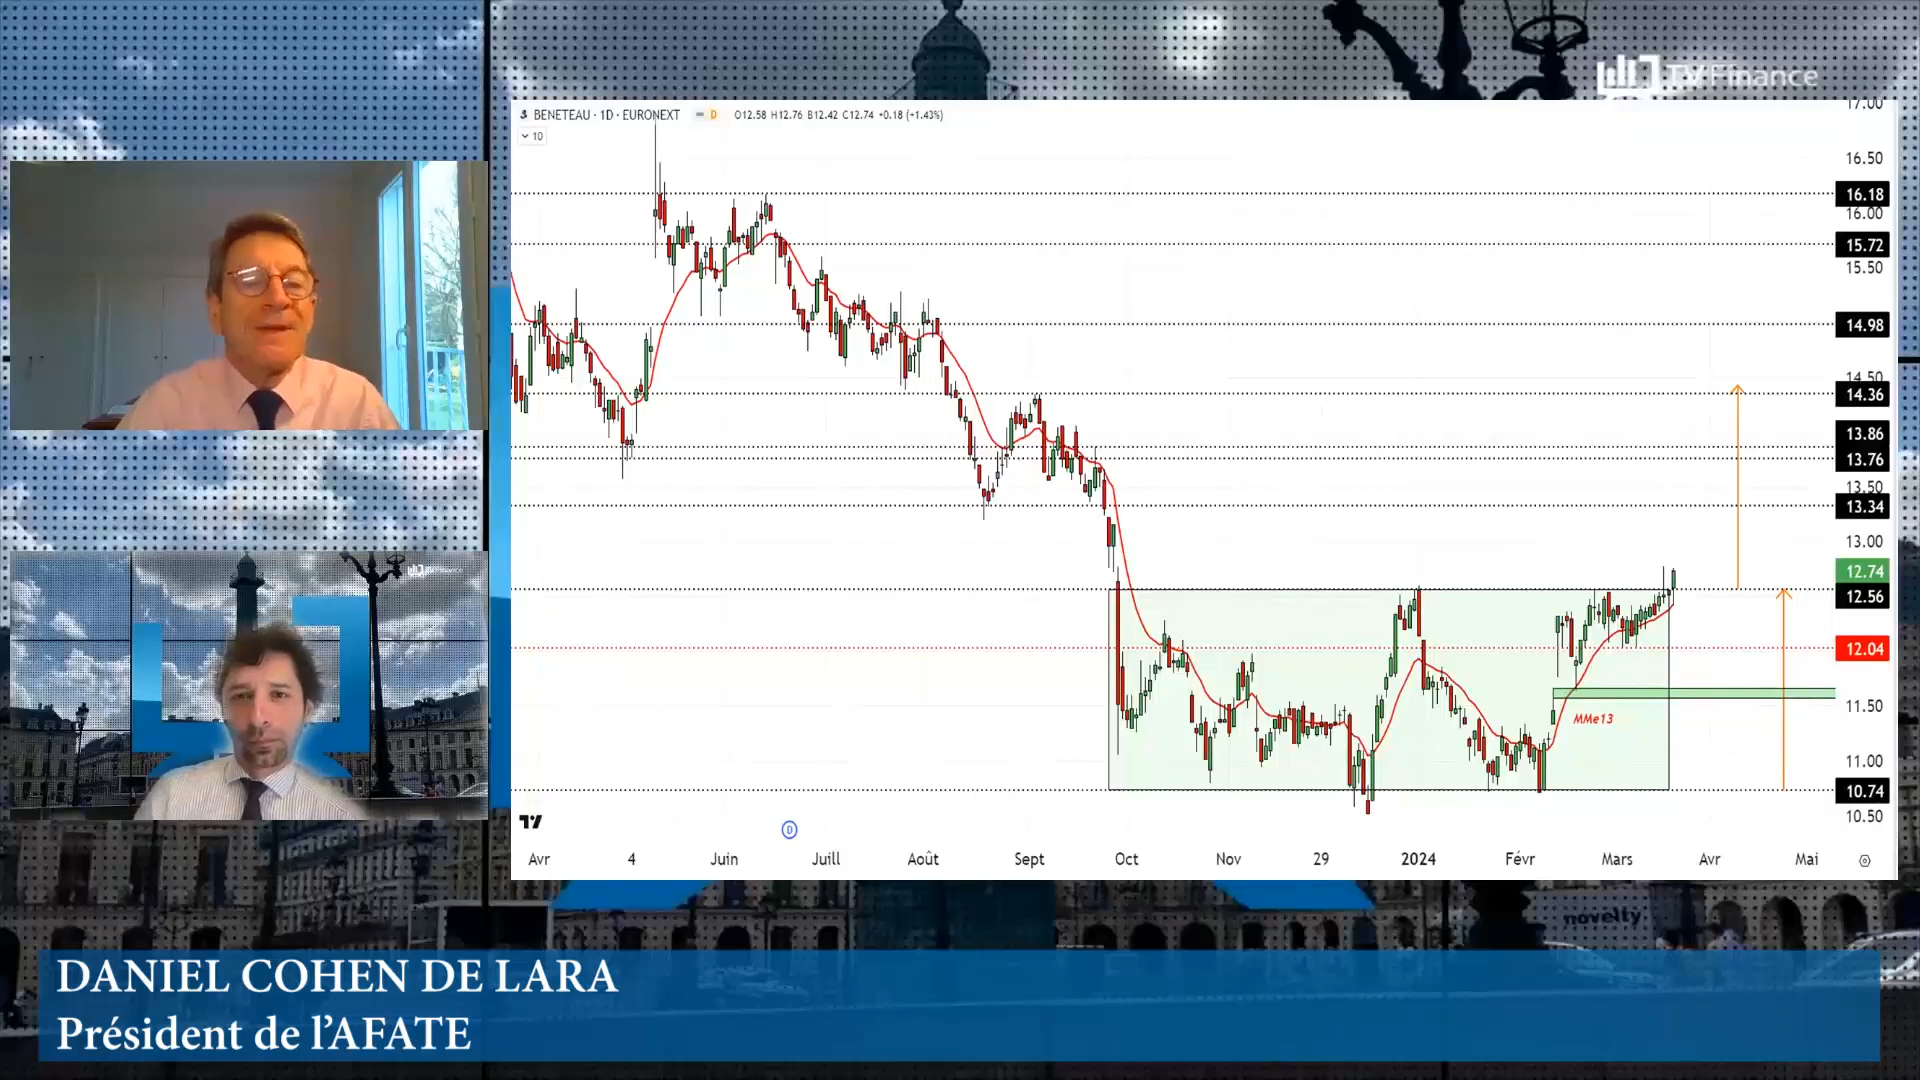 TVFinance
BENETEAU · 1D · EURONEXT
D
O12.58 H12.76 B12.42 C12.74 +0.18 (+1.43%)
10
17.00
16.50
16.18
16.00
15.72
15.50
14.98
14.50
14.36
13.86
13.76
13.50
13.34
13.00
12.74
12.56
12.04
11.50
11.00
10.74
10.50
MMe13
D
Avr
4
Juin
Juill
Août
Sept
Oct
Nov
29
2024
Févr
Mars
Avr
Mai
novelty
DANIEL COHEN DE LARA
Président de l'AFATE